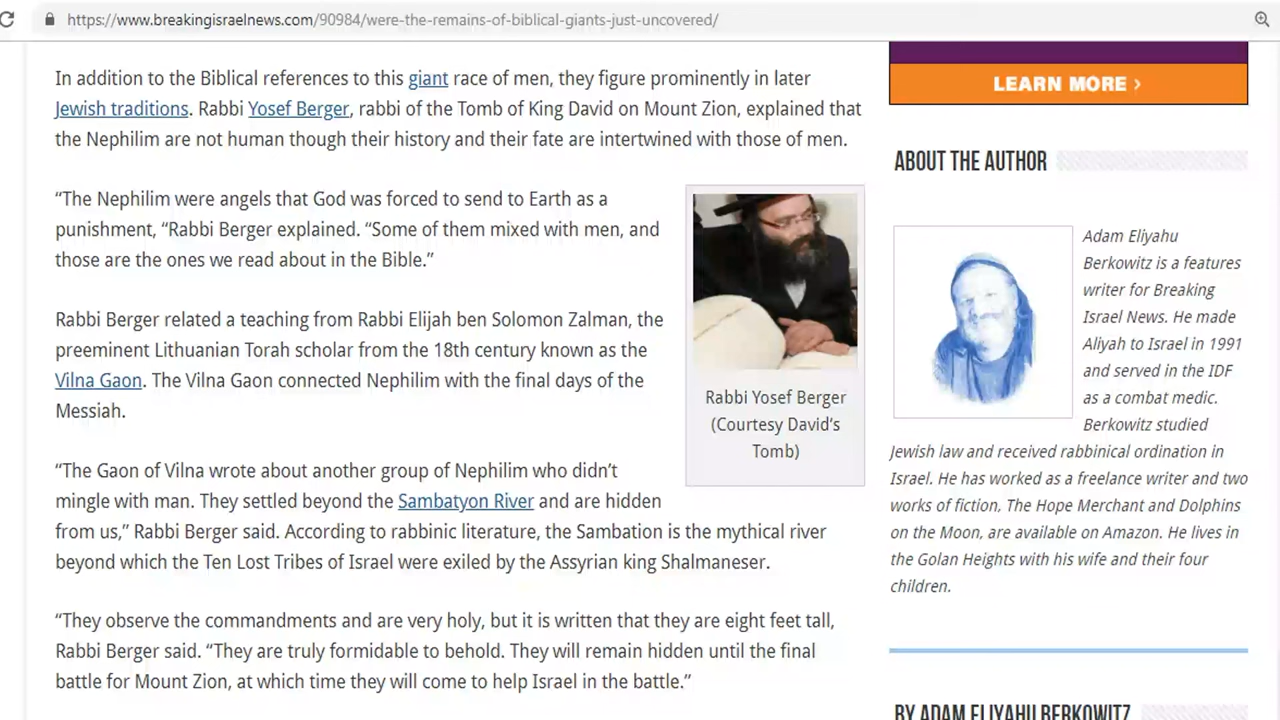 https://www.breakingisraelnews.com/90984/were-the-remains-of-biblical-giants-just-uncovered/
In addition to the Biblical references to this giant race of men, they figure prominently in later
Jewish traditions. Rabbi Yosef Berger, rabbi of the Tomb of King David on Mount Zion, explained that
the Nephilim are not human though their history and their fate are intertwined with those of men.
“The Nephilim were angels that God was forced to send to Earth as a
punishment, “Rabbi Berger explained. “Some of them mixed with men, and
those are the ones we read about in the Bible.”
Rabbi Berger related a teaching from Rabbi Elijah ben Solomon Zalman, the
preeminent Lithuanian Torah scholar from the 18th century known as the
Vilna Gaon. The Vilna Gaon connected Nephilim with the final days of the
Messiah.
Rabbi Yosef Berger
(Courtesy David’s
Tomb)
“The Gaon of Vilna wrote about another group of Nephilim who didn’t
mingle with man. They settled beyond the Sambatyon River and are hidden
from us,” Rabbi Berger said. According to rabbinic literature, the Sambation is the mythical river
beyond which the Ten Lost Tribes of Israel were exiled by the Assyrian king Shalmaneser.
“They observe the commandments and are very holy, but it is written that they are eight feet tall,
Rabbi Berger said. “They are truly formidable to behold. They will remain hidden until the final
battle for Mount Zion, at which time they will come to help Israel in the battle.”
LEARN MORE ›
ABOUT THE AUTHOR
Adam Eliyahu
Berkowitz is a features
writer for Breaking
Israel News. He made
Aliyah to Israel in 1991
and served in the IDF
as a combat medic.
Berkowitz studied
Jewish law and received rabbinical ordination in
Israel. He has worked as a freelance writer and two
works of fiction, The Hope Merchant and Dolphins
on the Moon, are available on Amazon. He lives in
the Golan Heights with his wife and their four
children.
BY ADAM ELIYAHU BERKOWITZ